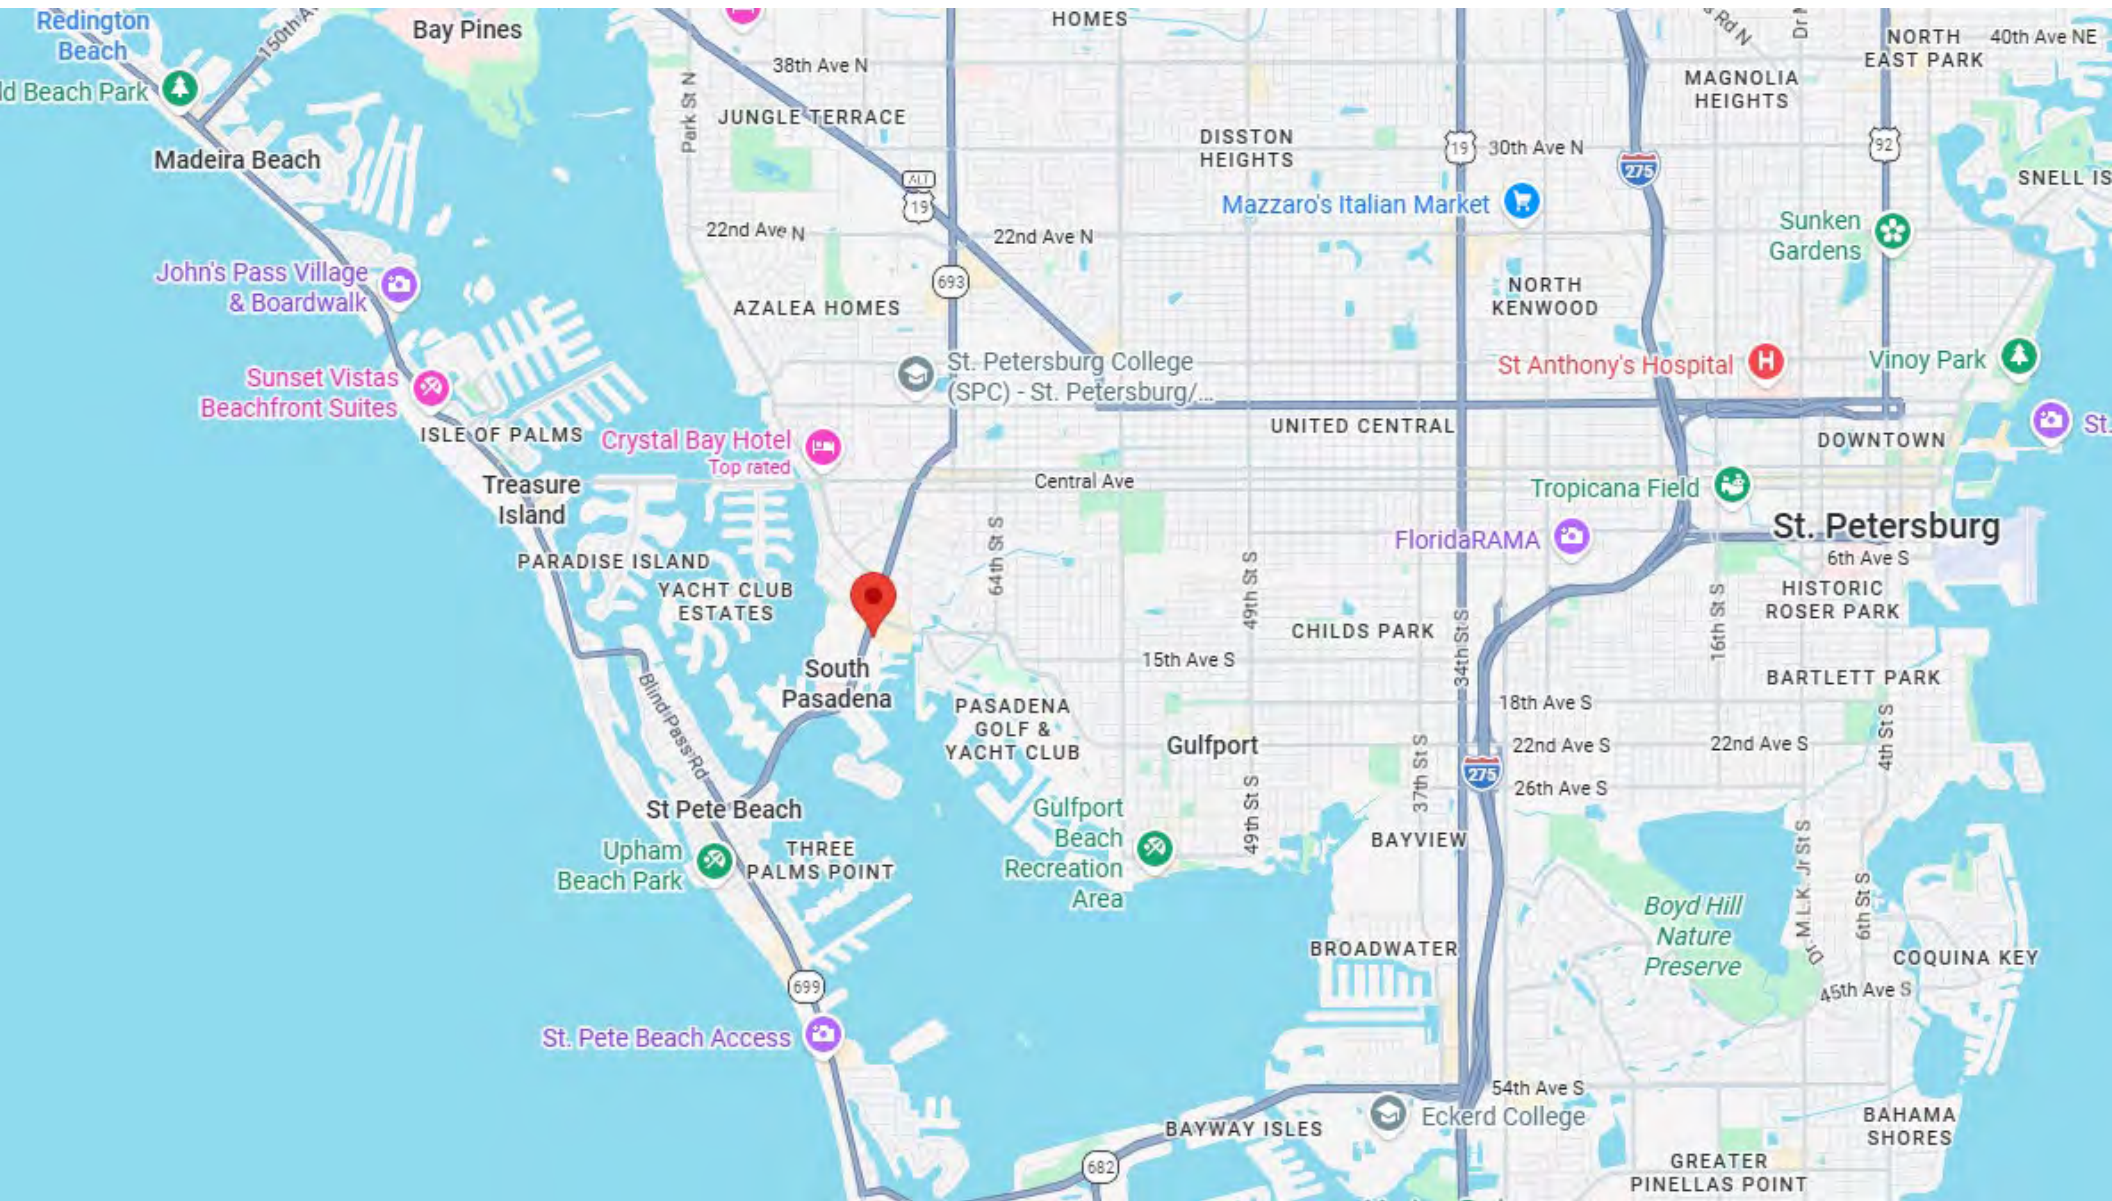 Redington
Beach
150th A
Bay Pines
HOMES
s Rd N
Dr M
NORTH
EAST PARK
40th Ave NE
38th Ave N
ld Beach Park
MAGNOLIA
HEIGHTS
Park St N
JUNGLE TERRACE
DISSTON
HEIGHTS
19
30th Ave N
92
275
Madeira Beach
SNELL IS
ALT
19
Mazzaro's Italian Market
Sunken
Gardens
22nd Ave N
22nd Ave N
John's Pass Village
& Boardwalk
693
NORTH
KENWOOD
AZALEA HOMES
St. Petersburg College
(SPC) - St. Petersburg/...
St Anthony's Hospital
H
Vinoy Park
Sunset Vistas
Beachfront Suites
ISLE OF PALMS
Crystal Bay Hotel
Top rated
UNITED CENTRAL
DOWNTOWN
St.
Treasure
Island
Central Ave
Tropicana Field
FloridaRAMA
St. Petersburg
64th St S
49th St S
PARADISE ISLAND
YACHT CLUB
ESTATES
6th Ave S
HISTORIC
ROSER PARK
16th St S
34th St S
CHILDS PARK
15th Ave S
South
Pasadena
BARTLETT PARK
Blind Pass Rd
PASADENA
GOLF &
YACHT CLUB
18th Ave S
Gulfport
22nd Ave S
22nd Ave S
4th St S
37th St S
275
26th Ave S
49th St S
St Pete Beach
Gulfport
Beach
Recreation
Area
BAYVIEW
Upham
Beach Park
THREE
PALMS POINT
Dr. M.L.K. Jr St S
6th St S
Boyd Hill
Nature
Preserve
BROADWATER
COQUINA KEY
699
45th Ave S
St. Pete Beach Access
54th Ave S
Eckerd College
BAYWAY ISLES
BAHAMA
SHORES
682
GREATER
PINELLAS POINT